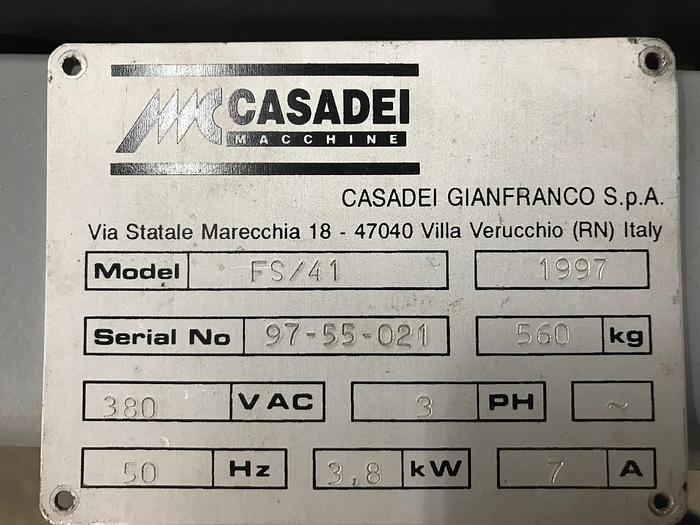 CASADEI
MACCHINE
CASADEI GIANFRANCO S.p.A.
Via Statale Marecchia 18 - 47040 Villa Verucchio (RN) Italy
Model FS/41 1997
Serial No 97-55-021 560 kg
380 VAC 3 PH ~
50 Hz 3,8 kW 7 A